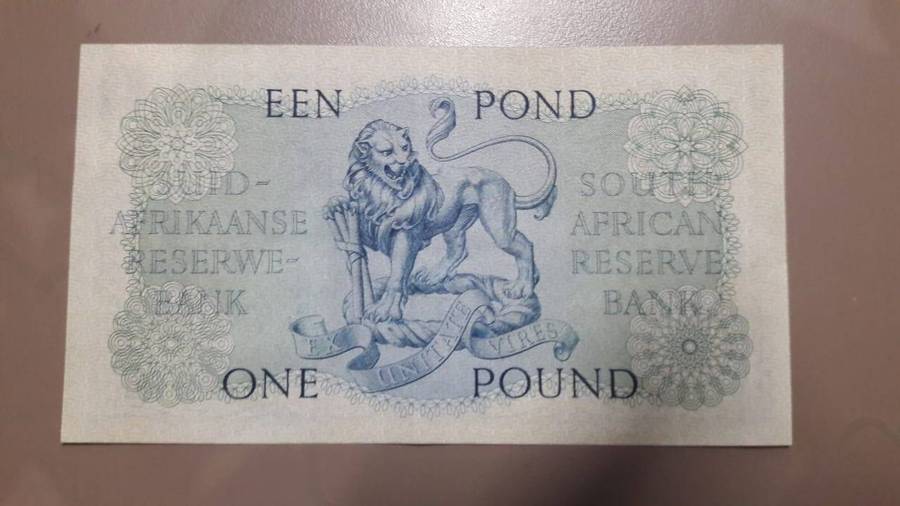 EEN POND
SUID-
AFRIKAANSE
RESERWE-
BANK
SOUTH
AFRICAN
RESERVE
BANK
EX UNITATE VIRES
ONE POUND